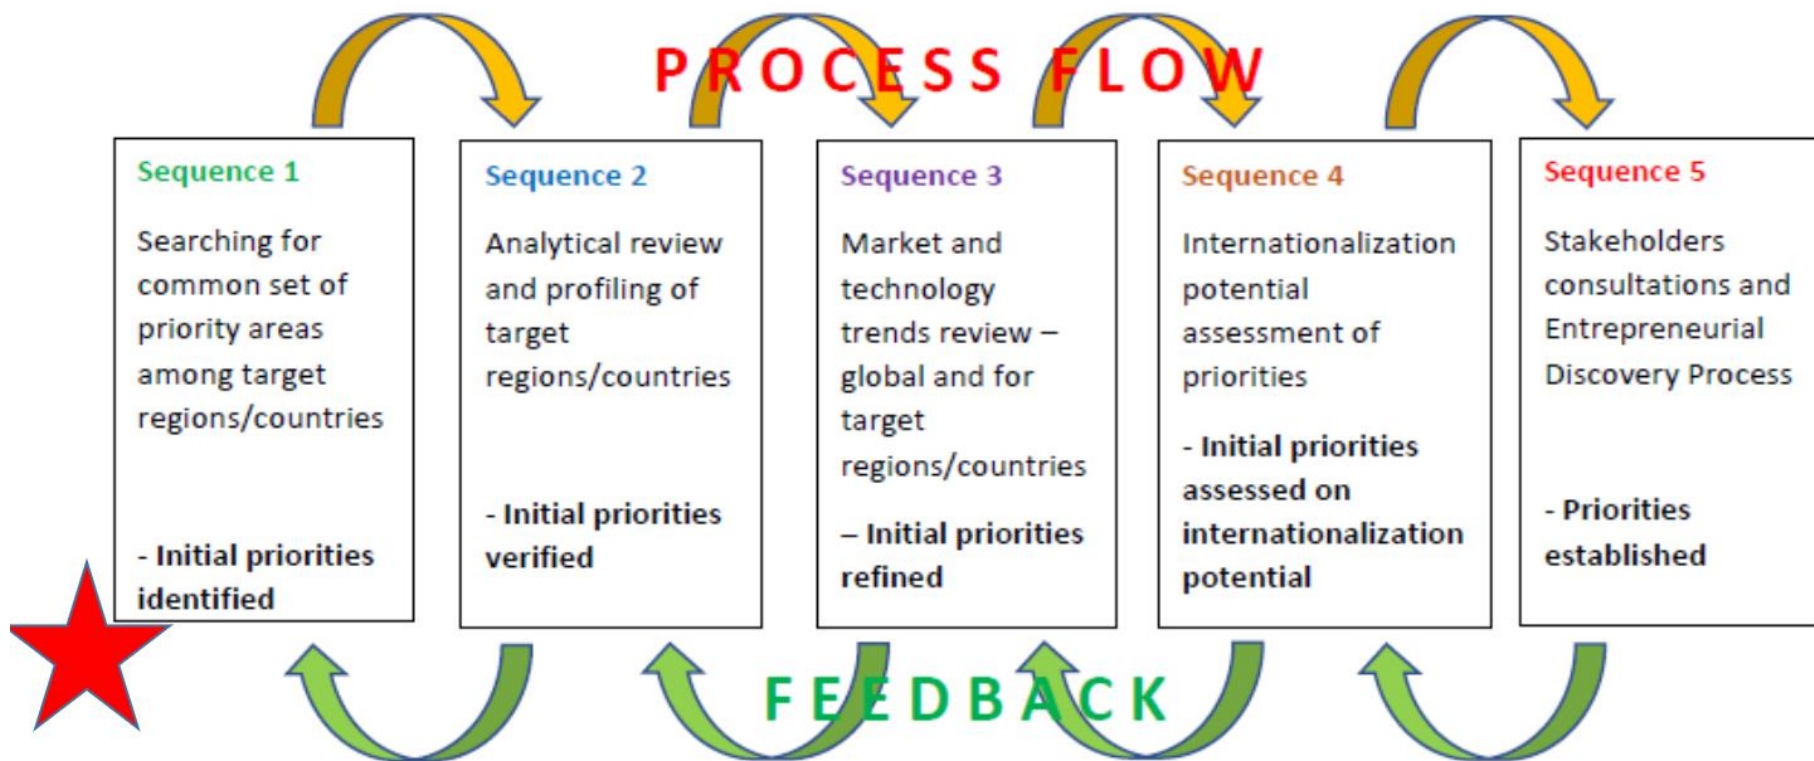 PROCESS FLOW
Sequence 1
Searching for
common set of
priority areas
among target
regions/countries
- Initial priorities
identified
Sequence 2
Analytical review
and profiling of
target
regions/countries
- Initial priorities
verified
Sequence 3
Market and
technology
trends review –
global and for
target
regions/countries
– Initial priorities
refined
Sequence 4
Internationalization
potential
assessment of
priorities
- Initial priorities
assessed on
internationalization
potential
Sequence 5
Stakeholders
consultations and
Entrepreneurial
Discovery Process
- Priorities
established
FEEDBACK